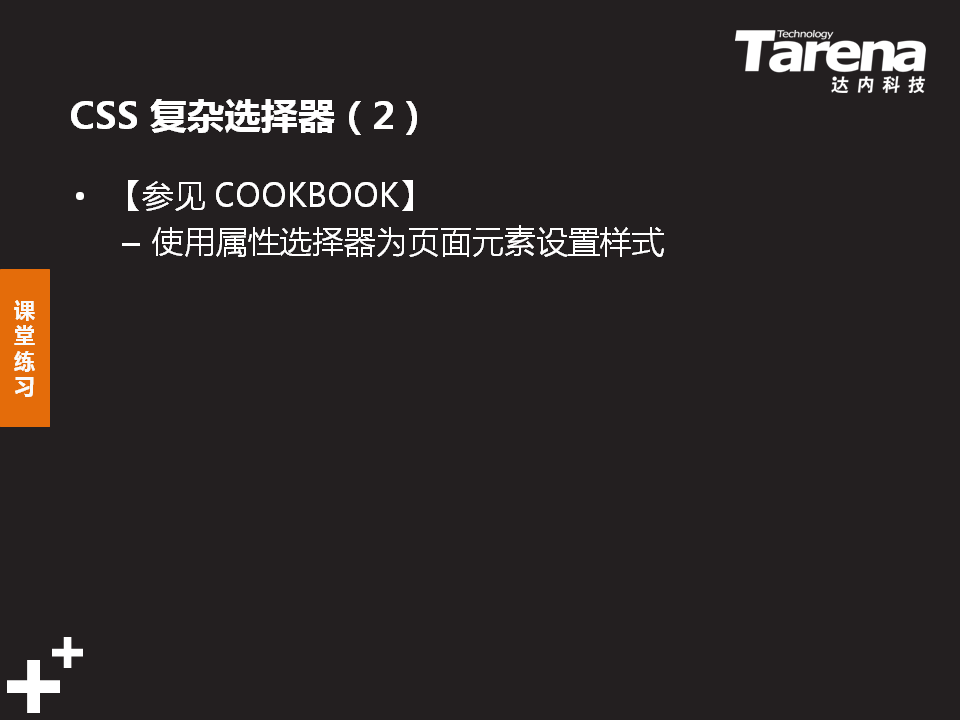 Technology
Tarena
达内科技
CSS 复杂选择器（2）
• 【参见 COOKBOOK】
– 使用属性选择器为页面元素设置样式
课堂练习